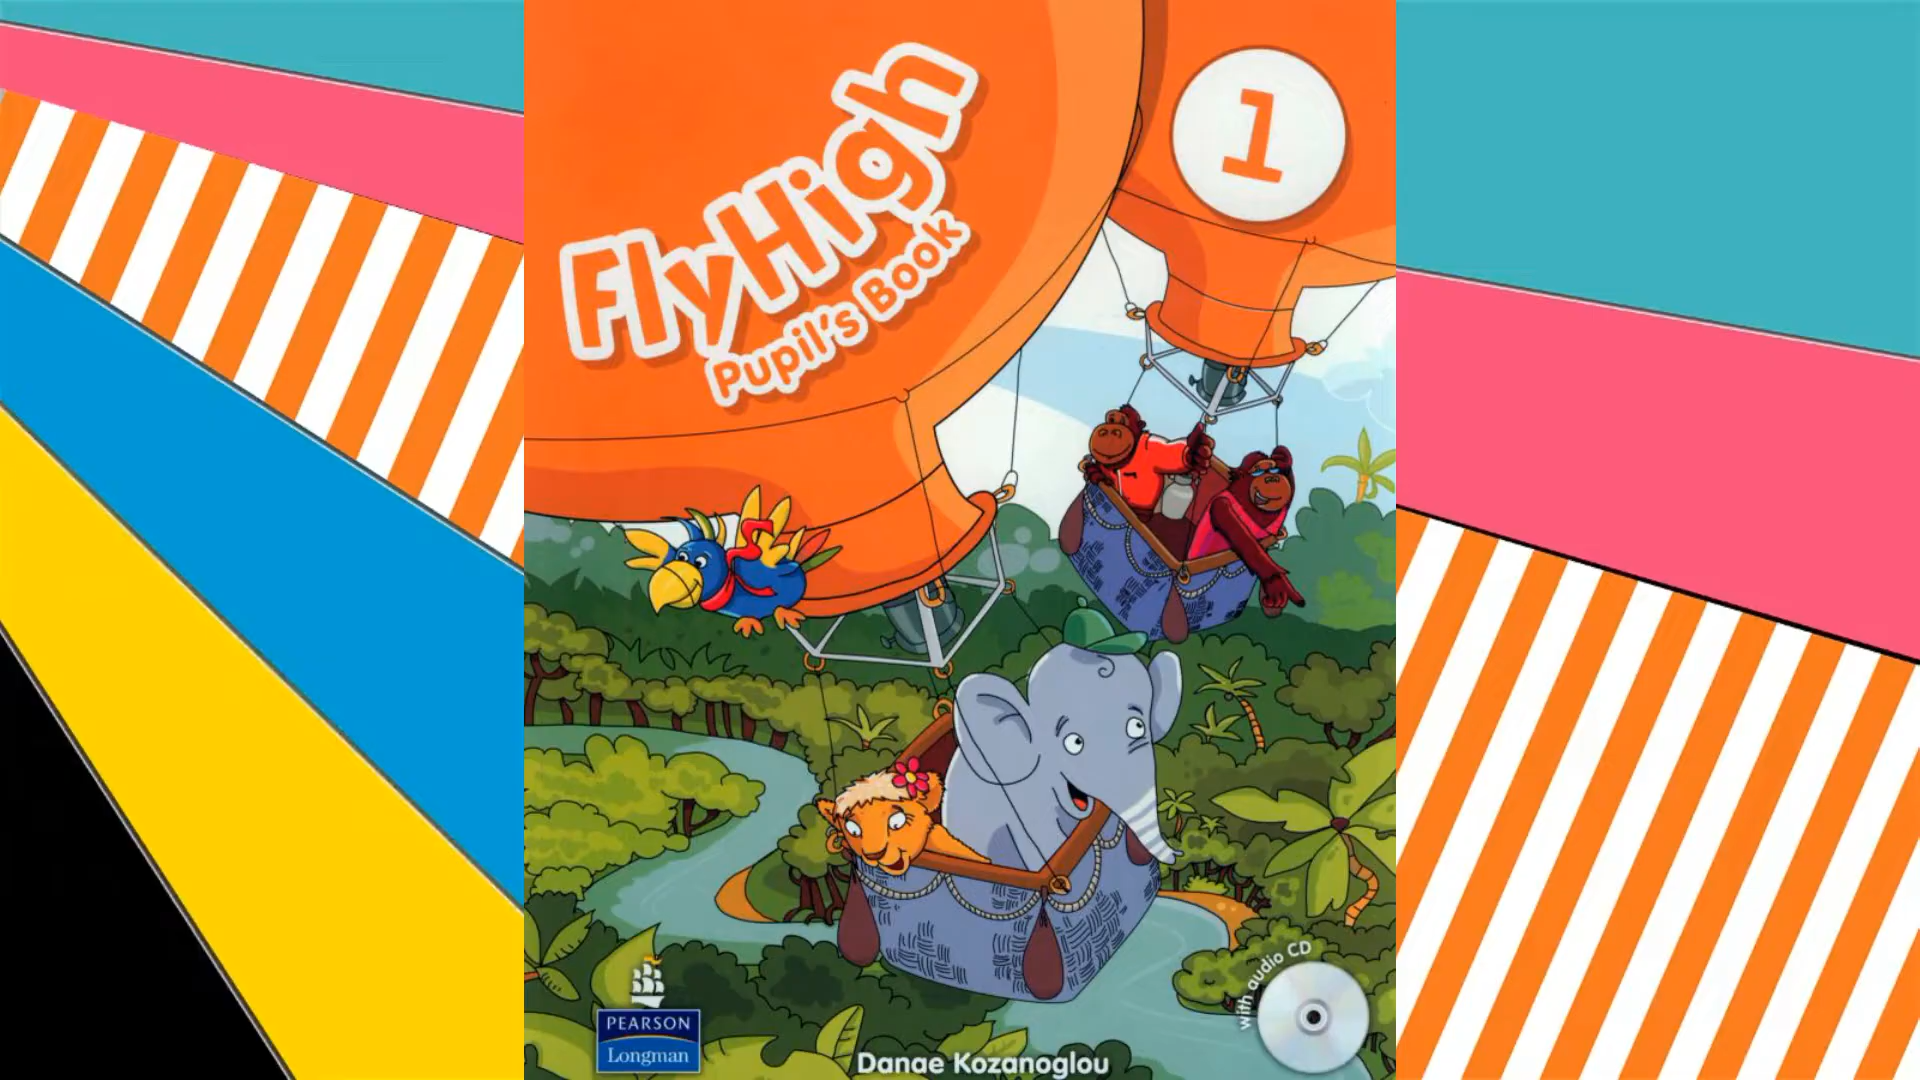 FlyHigh
Pupil's Book
1
with audio CD
PEARSON
Longman
Danae Kozanoglou